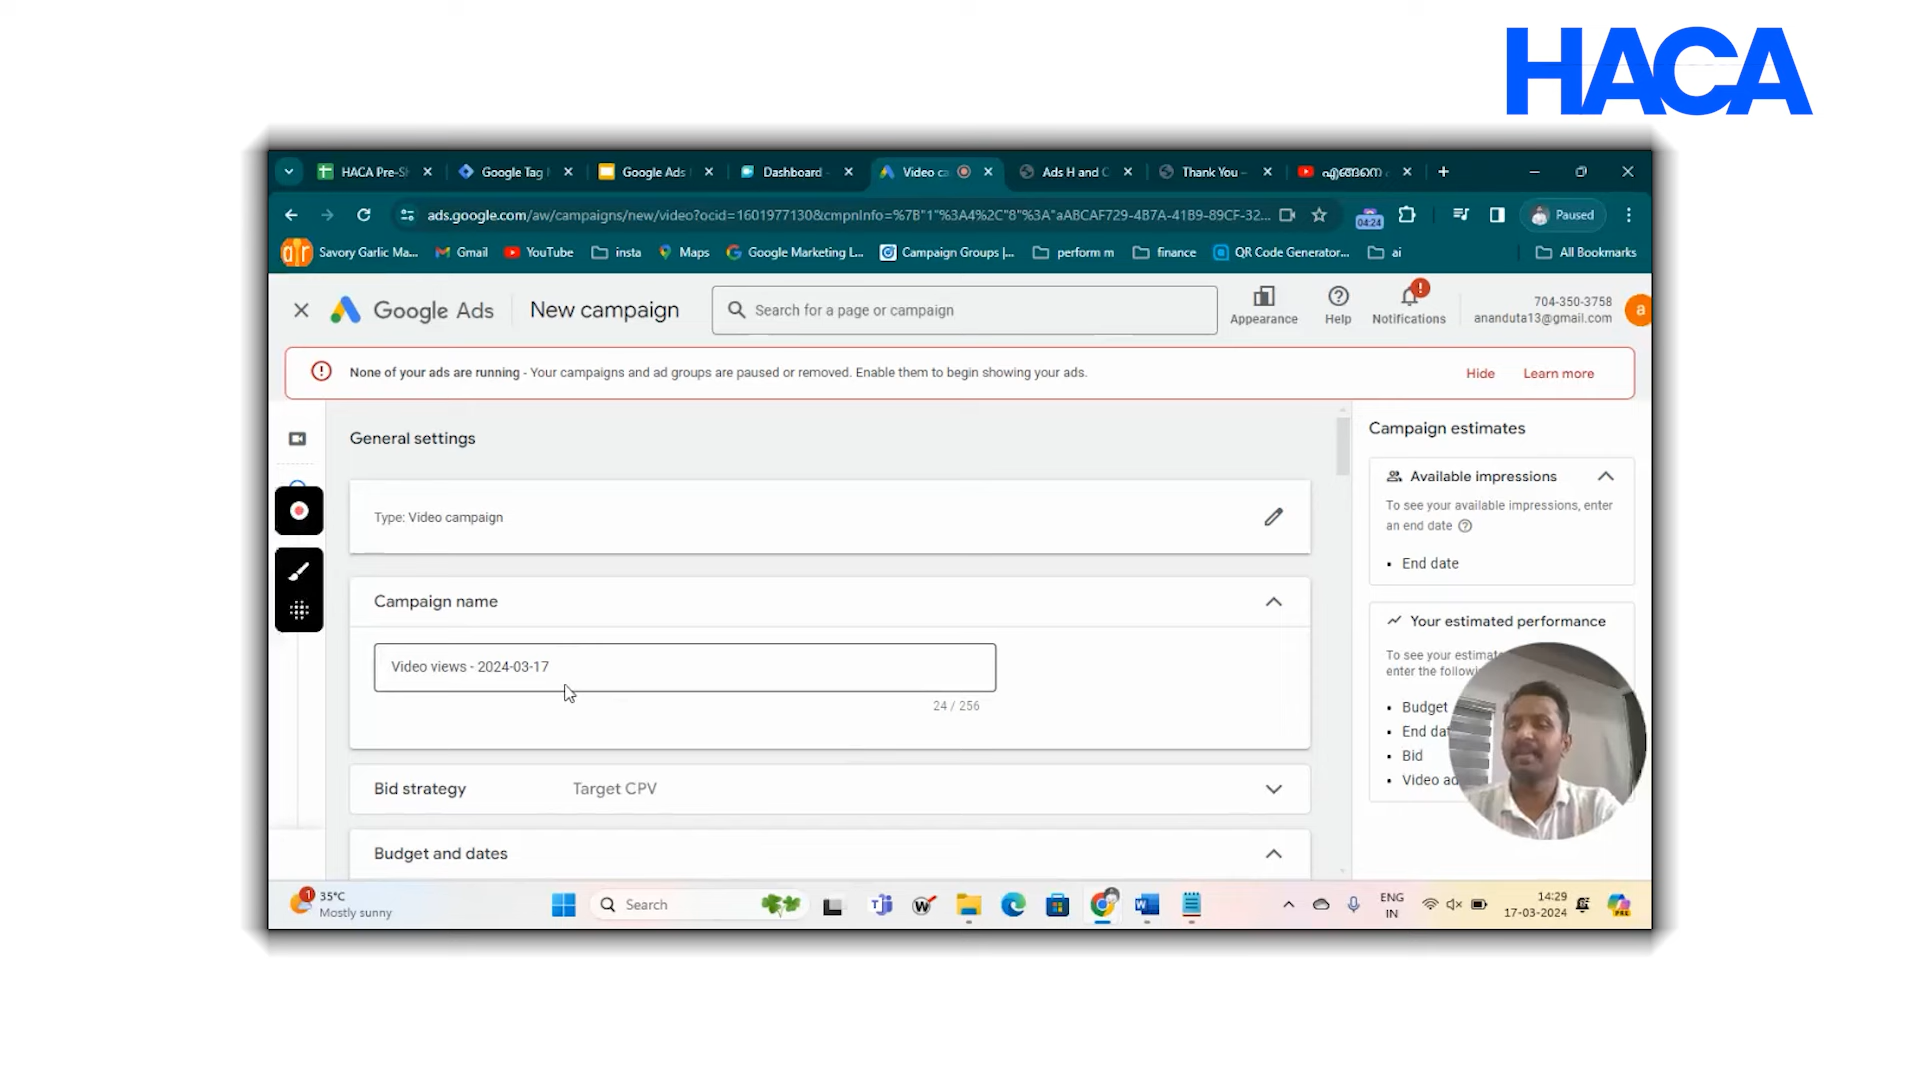 HACA
HACA Pre-S
Google Tag
Google Ads
Dashboard -
Video ca
Ads H and C
Thank You –
എങ്ങനെ
ads.google.com/aw/campaigns/new/video?ocid=1601977130&cmpnInfo=%7B"1"%3A4%2C"8"%3A"aABCAF729-4B7A-41B9-89CF-32...
04:24
Paused
Savory Garlic Ma...
Gmail
YouTube
insta
Maps
Google Marketing L...
Campaign Groups |...
perform m
finance
QR Code Generator...
ai
All Bookmarks
Google Ads
New campaign
Search for a page or campaign
Appearance
Help
Notifications
704-350-3758
ananduta13@gmail.com
a
None of your ads are running - Your campaigns and ad groups are paused or removed. Enable them to begin showing your ads.
Hide
Learn more
General settings
Type: Video campaign
Campaign name
Video views - 2024-03-17
24 / 256
Bid strategy
Target CPV
Budget and dates
Campaign estimates
Available impressions
To see your available impressions, enter
an end date
• End date
Your estimated performance
To see your estima
enter the followi
• Budget
• End da
• Bid
• Video ad
1
35°C
Mostly sunny
Search
ENG
IN
14:29
17-03-2024